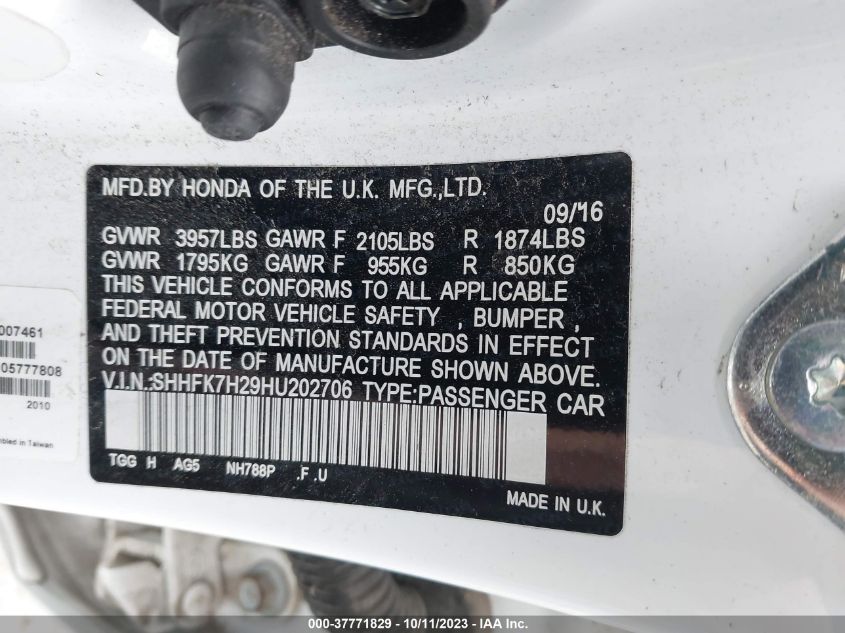 MFD.BY HONDA OF THE U.K. MFG.,LTD.
09/16
GVWR 3957LBS GAWR F 2105LBS R 1874LBS
GVWR 1795KG GAWR F 955KG R 850KG
THIS VEHICLE CONFORMS TO ALL APPLICABLE
FEDERAL MOTOR VEHICLE SAFETY , BUMPER ,
AND THEFT PREVENTION STANDARDS IN EFFECT
ON THE DATE OF MANUFACTURE SHOWN ABOVE.
V.I.N.:SHHFK7H29HU202706 TYPE:PASSENGER CAR
TGG H AG5 NH788P .F .U
MADE IN U.K.
007461
05777808
2010
bled in Taiwan
000-37771829 - 10/11/2023 - IAA Inc.